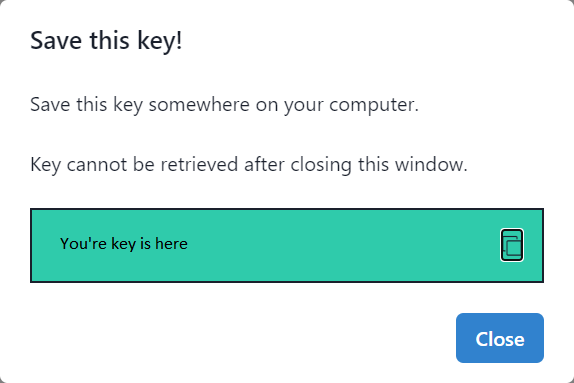 Save this key!
Save this key somewhere on your computer.
Key cannot be retrieved after closing this window.
You're key is here
Close